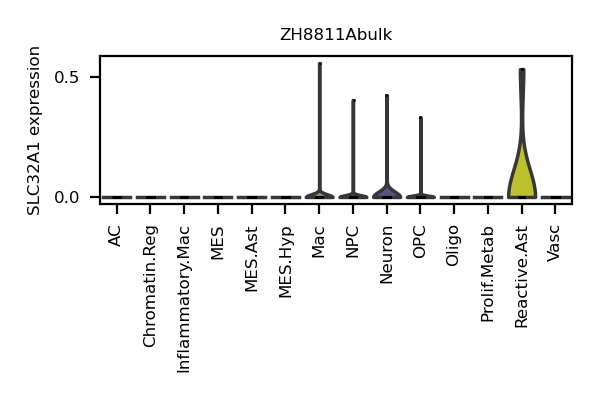 ZH8811Abulk
SLC32A1 expression
0.5
0.0
AC
Chromatin.Reg
Inflammatory.Mac
MES
MES.Ast
MES.Hyp
Mac
NPC
Neuron
OPC
Oligo
Prolif.Metab
Reactive.Ast
Vasc